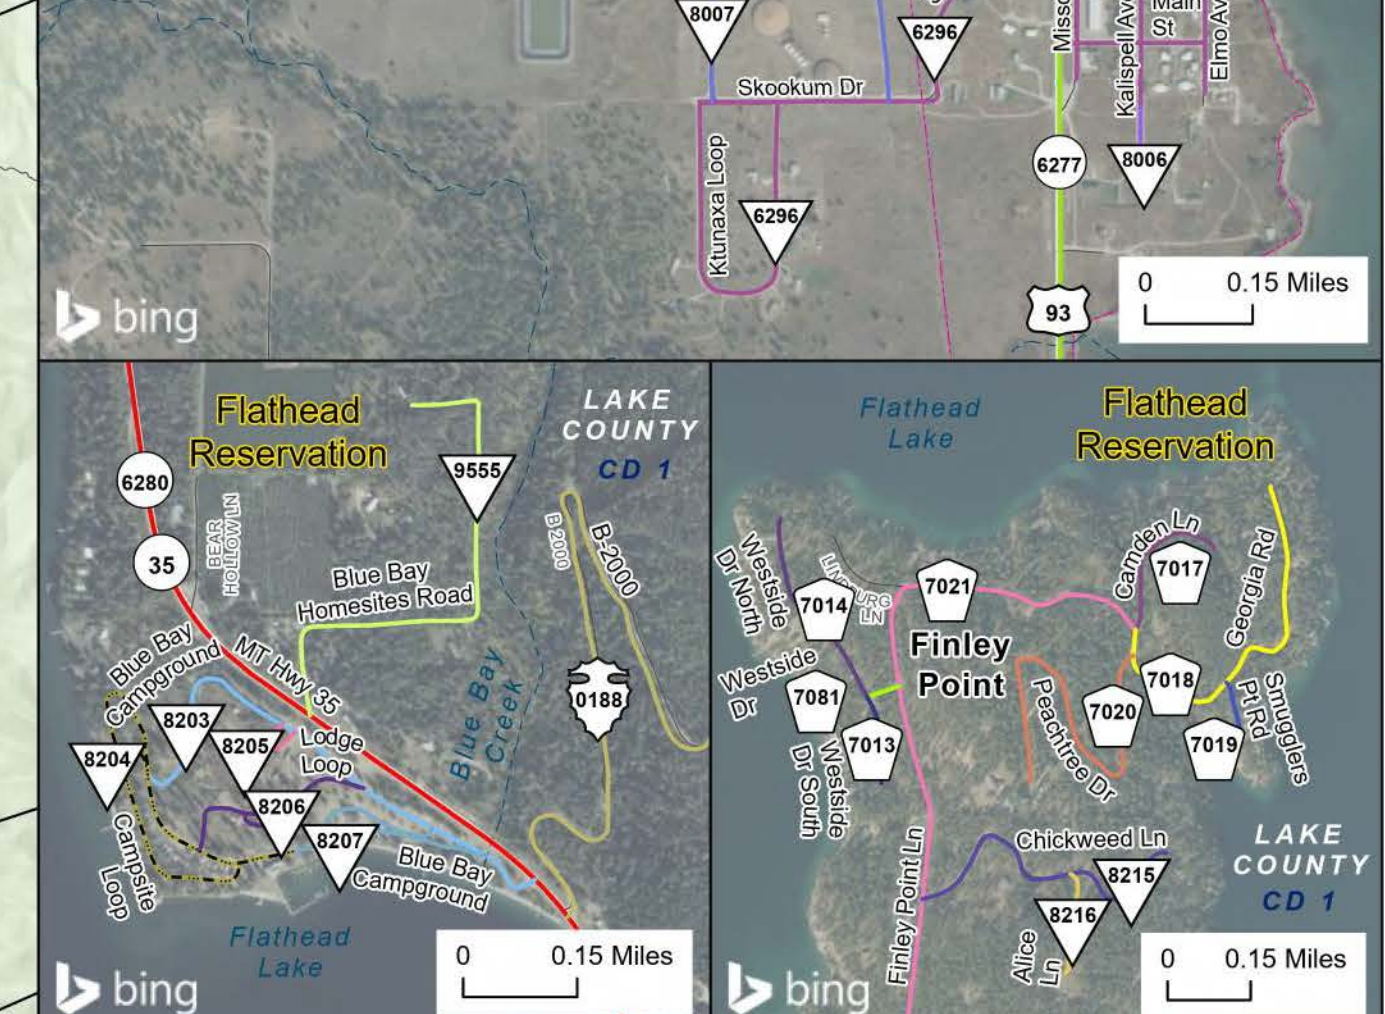 8007
6296
Misso
Kalispell Av
Main
St
Elmo Av
Skookum Dr
Ktunaxa Loop
6296
6277
8006
93
bing
0 0.15 Miles
Flathead
Reservation
LAKE
COUNTY
CD 1
6280
9555
BEAR
HOLLOW LN
35
B 2000
B-2000
Blue Bay
Homesites Road
Blue Bay
Campground
MT Hwy 35
0188
Blue Bay
Creek
8203
8204
8205
Lodge
Loop
8206
8207
Campsite
Loop
Blue Bay
Campground
Flathead
Lake
bing
0 0.15 Miles
Flathead
Lake
Flathead
Reservation
Westside
Dr North
7014
7021
Camden Ln
7017
Georgia Rd
Finley
Point
Westside
Dr
7081
7013
Westside
Dr South
Peachtree Dr
7020
7018
7019
Smugglers
Pt Rd
Finley Point Ln
Chickweed Ln
8215
8216
Alice
Ln
LAKE
COUNTY
CD 1
bing
0 0.15 Miles